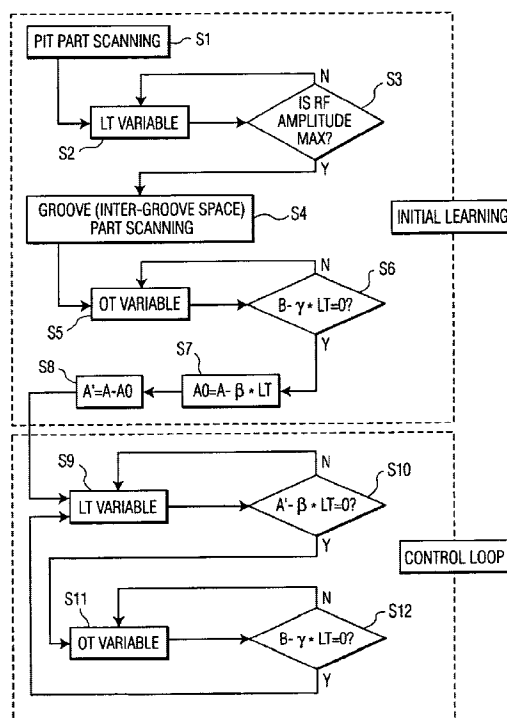 PIT PART SCANNING
S1
LT VARIABLE
S2
IS RF
AMPLITUDE
MAX?
S3
N
Y
GROOVE (INTER-GROOVE SPACE)
PART SCANNING
S4
INITIAL LEARNING
OT VARIABLE
S5
B- γ * LT=0?
S6
N
Y
S7
A0=A- β * LT
S8
A'=A-A0
S9
LT VARIABLE
A'- β * LT=0?
S10
N
Y
CONTROL LOOP
S11
OT VARIABLE
B- γ * LT=0?
S12
N
Y